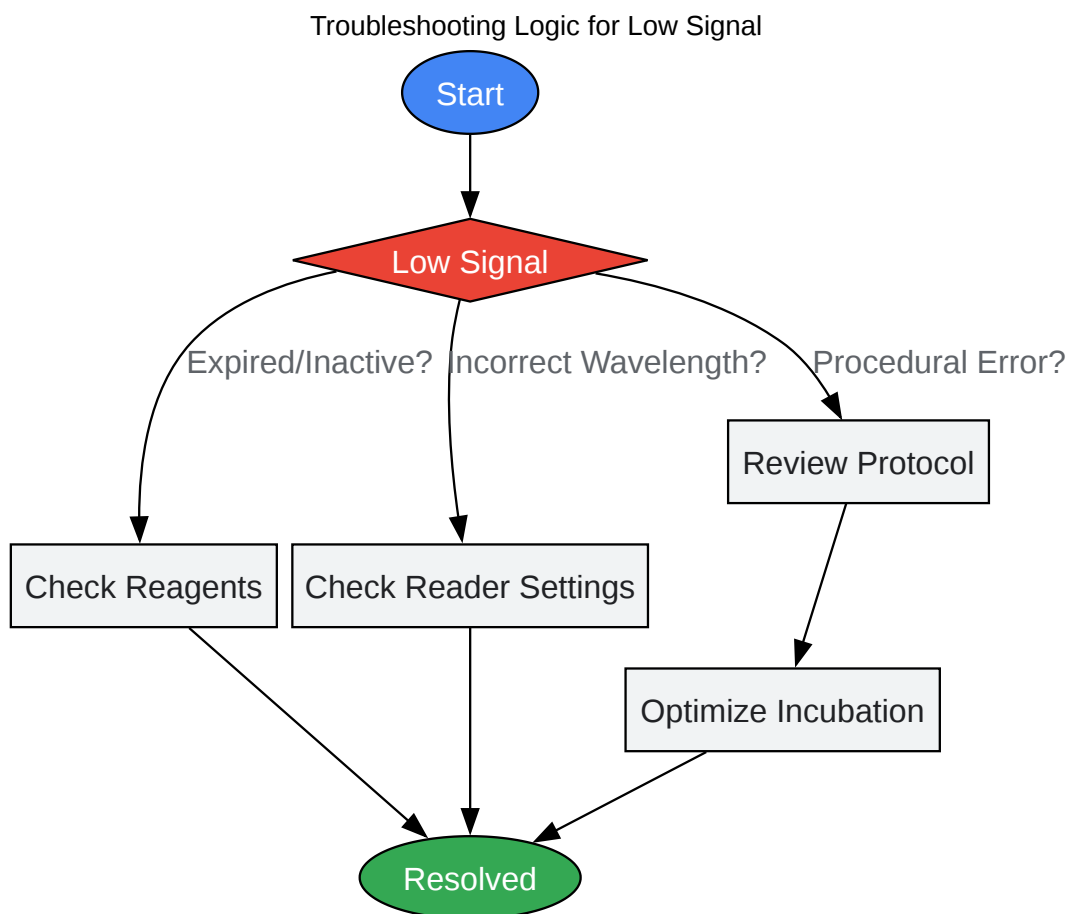 Troubleshooting Logic for Low Signal
Start
Low Signal
Expired/Inactive?
Incorrect Wavelength?
Procedural Error?
Review Protocol
Check Reagents
Check Reader Settings
Optimize Incubation
Resolved